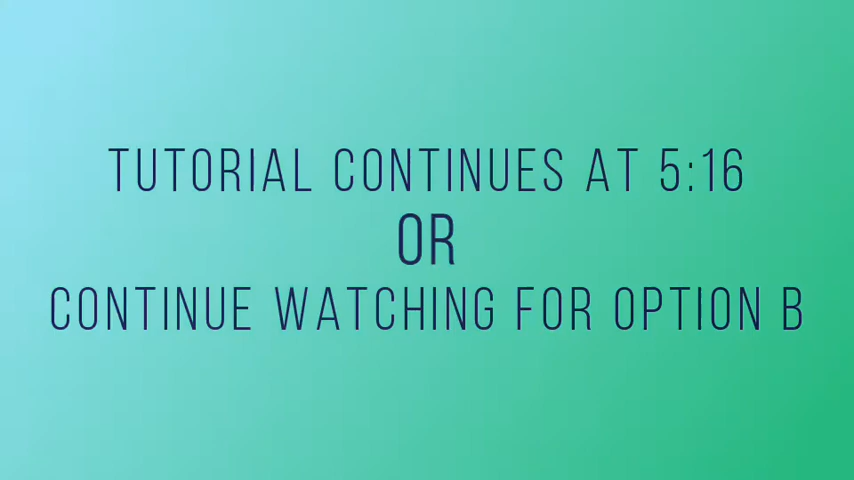 TUTORIAL CONTINUES AT 5:16
OR
CONTINUE WATCHING FOR OPTION B